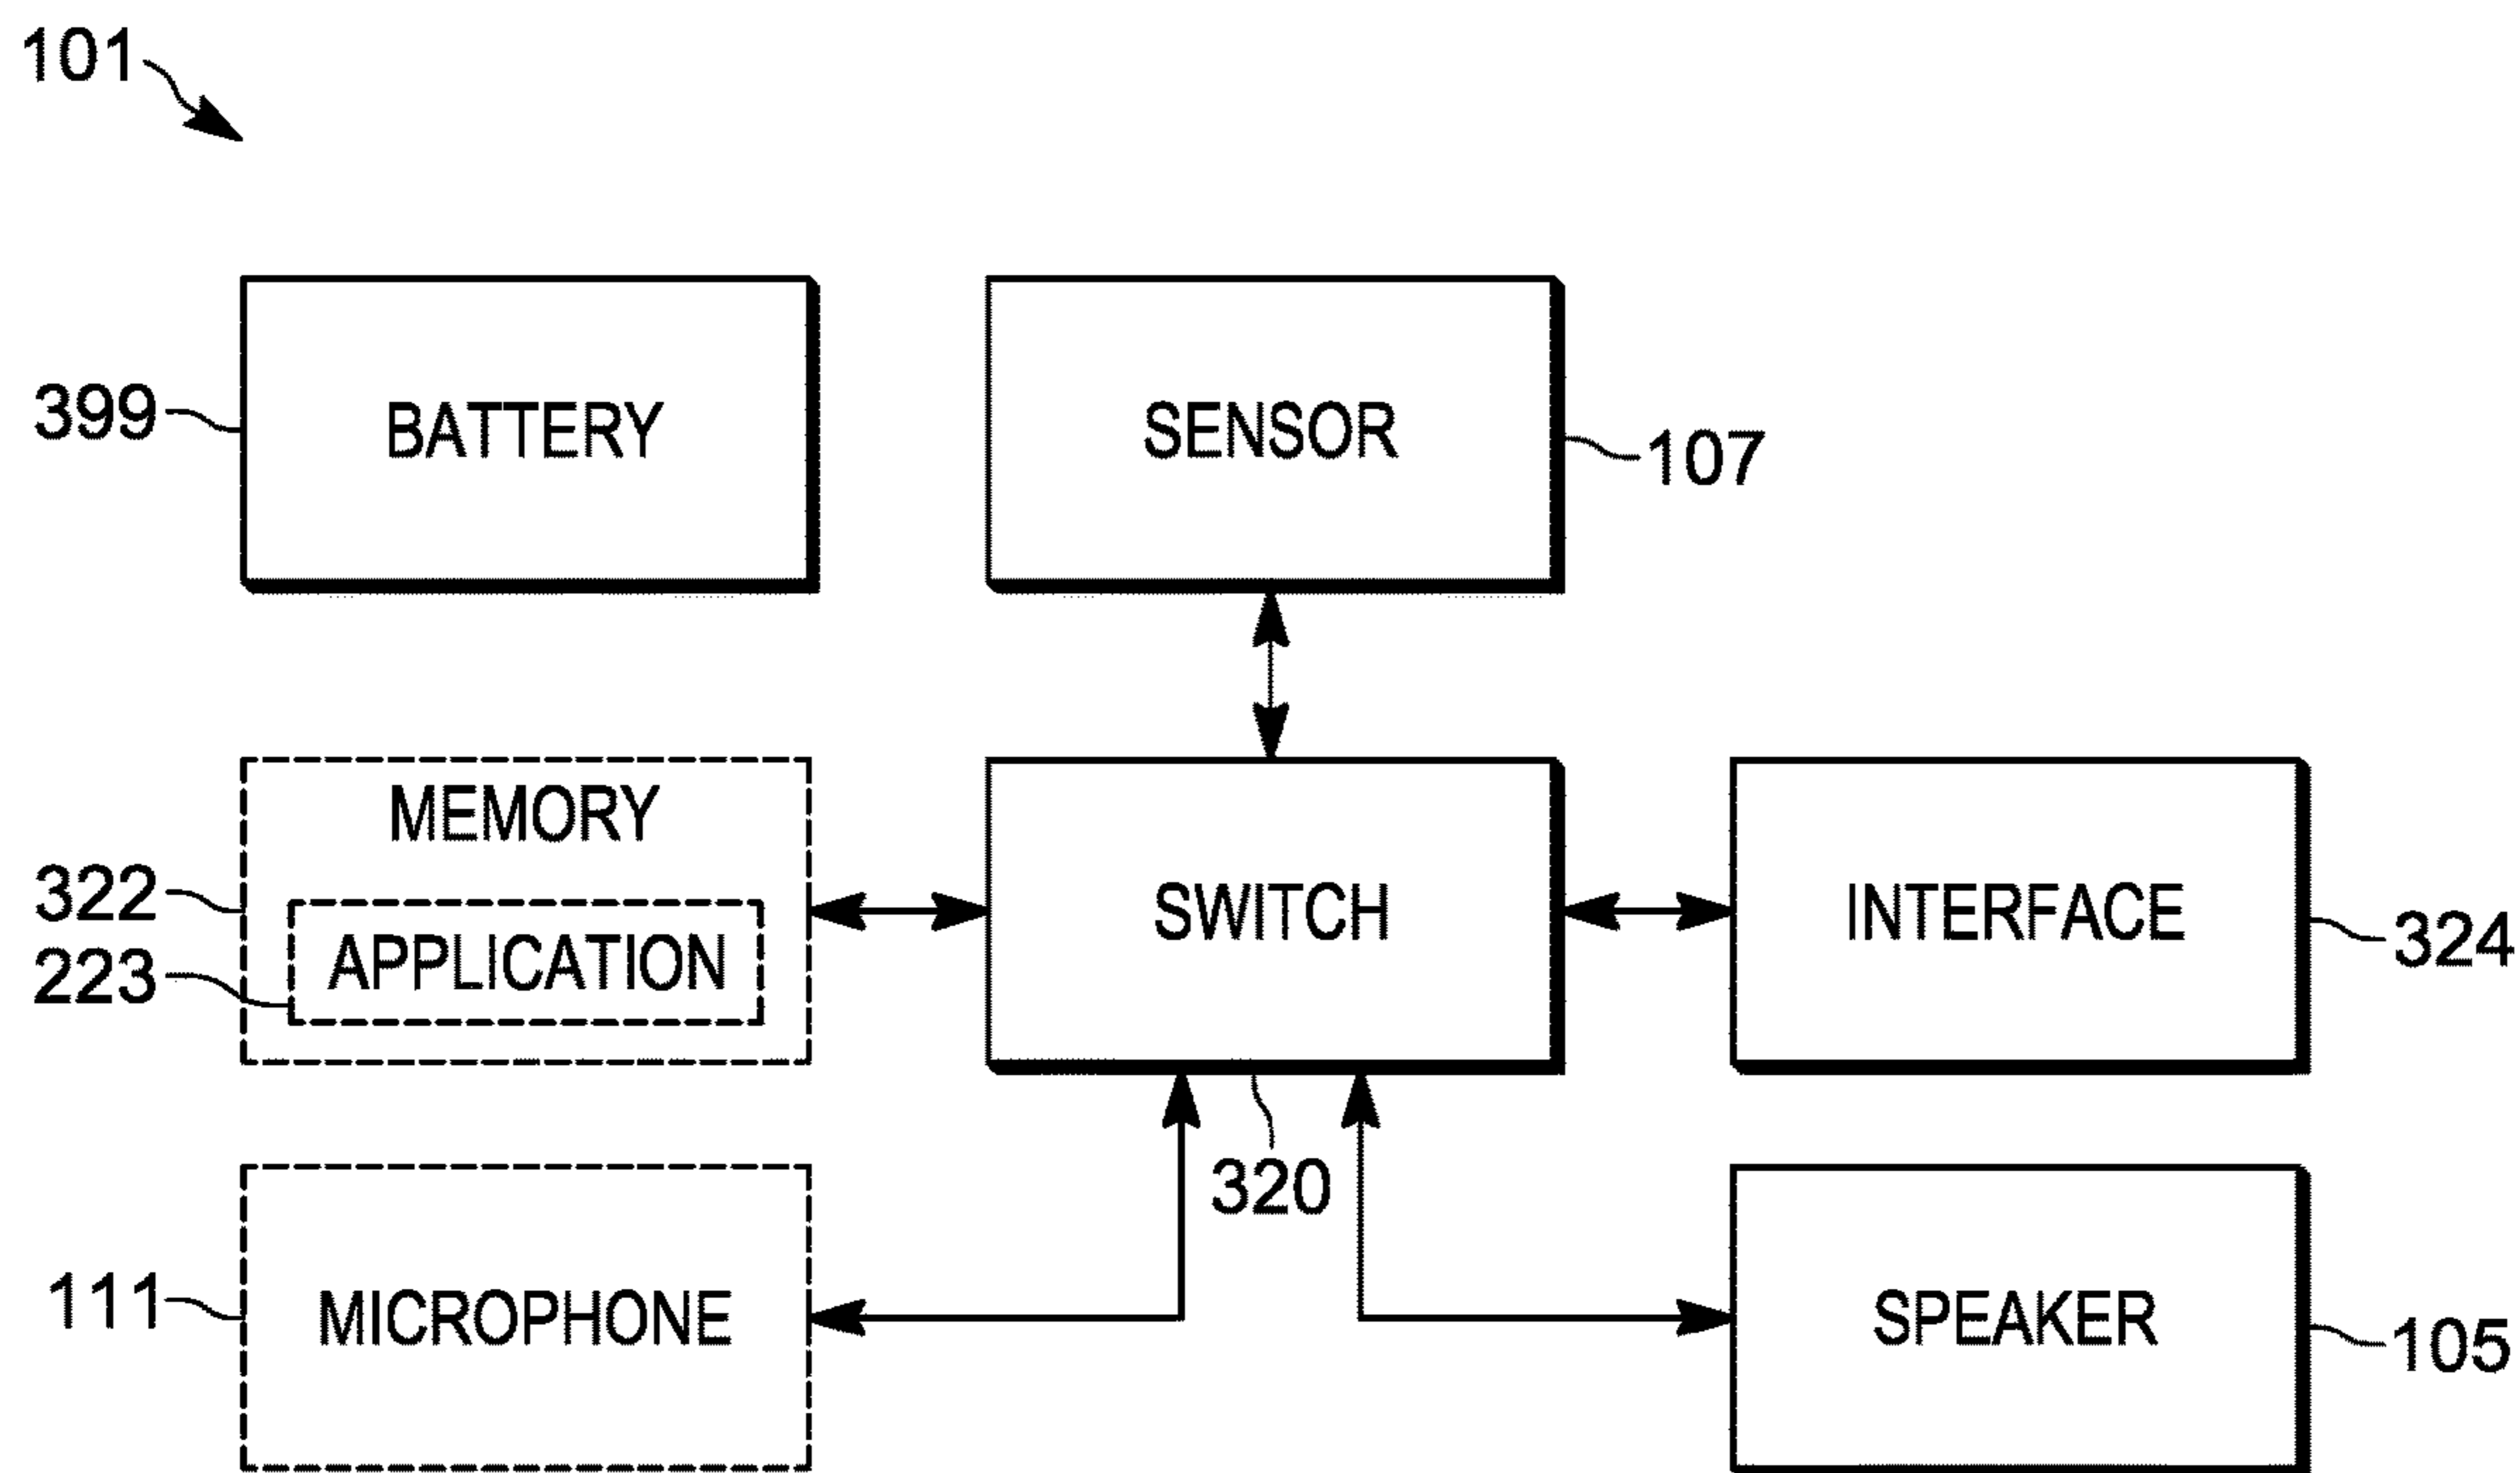 101
399
BATTERY
SENSOR
107
322
MEMORY
223
APPLICATION
SWITCH
320
INTERFACE
324
111
MICROPHONE
SPEAKER
105